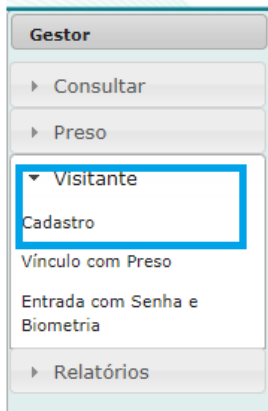 Gestor
Consultar
Preso
Visitante
Cadastro
Vínculo com Preso
Entrada com Senha e
Biometria
Relatórios